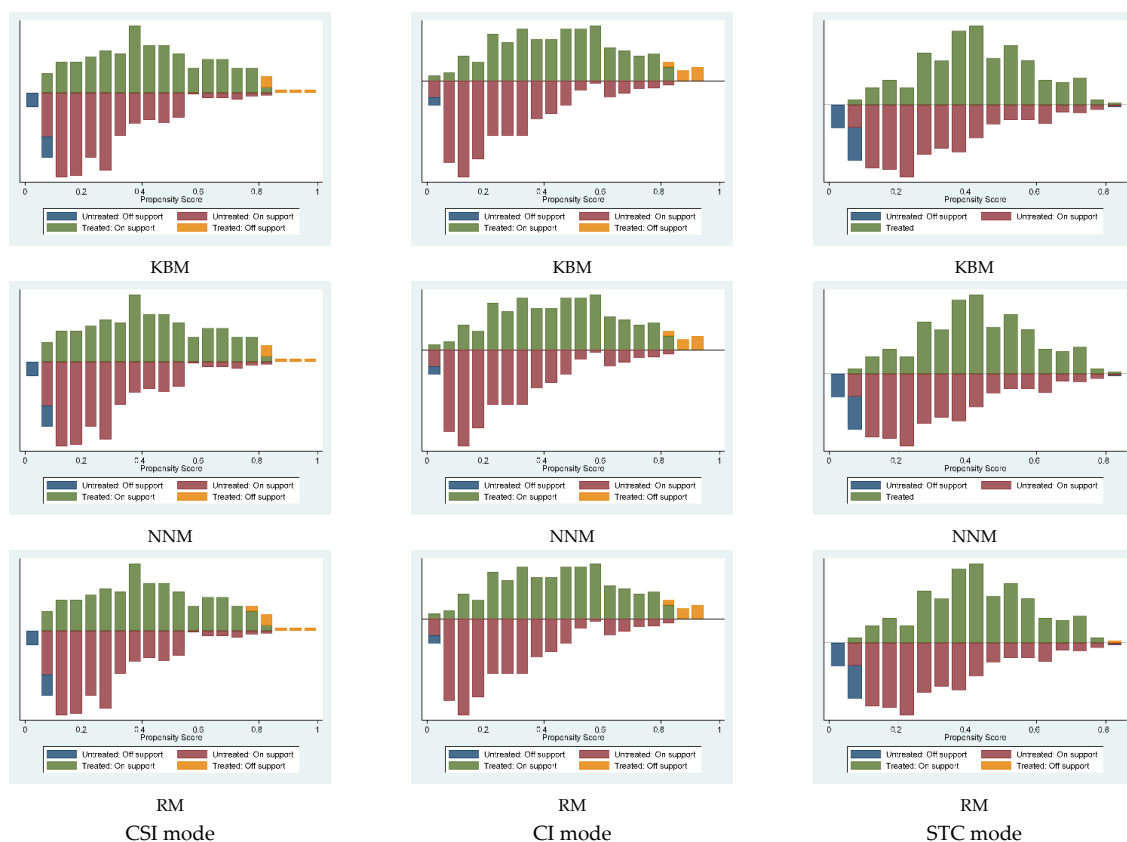 0 0.2 0.4 0.6 0.8 1
Propensity Score
Untreated: Off support Untreated: On support
Treated: On support Treated: Off support
KBM
0 0.2 0.4 0.6 0.8 1
Propensity Score
Untreated: Off support Untreated: On support
Treated: On support Treated: Off support
KBM
0 0.2 0.4 0.6 0.8
Propensity Score
Untreated: Off support Untreated: On support
Treated
KBM
0 0.2 0.4 0.6 0.8 1
Propensity Score
Untreated: Off support Untreated: On support
Treated: On support Treated: Off support
NNM
0 0.2 0.4 0.6 0.8 1
Propensity Score
Untreated: Off support Untreated: On support
Treated: On support Treated: Off support
NNM
0 0.2 0.4 0.6 0.8
Propensity Score
Untreated: Off support Untreated: On support
Treated
NNM
0 0.2 0.4 0.6 0.8 1
Propensity Score
Untreated: Off support Untreated: On support
Treated: On support Treated: Off support
RM
0 0.2 0.4 0.6 0.8 1
Propensity Score
Untreated: Off support Untreated: On support
Treated: On support Treated: Off support
RM
0 0.2 0.4 0.6 0.8
Propensity Score
Untreated: Off support Untreated: On support
Treated: On support Treated: Off support
RM
CSI mode
CI mode
STC mode